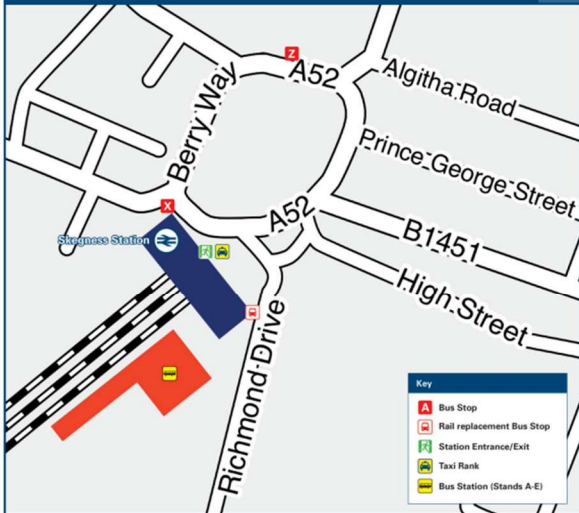 Z
A52
Algitha Road
Berry Way
Prince George Street
X
A52
Skegness Station
B1451
High Street
Richmond Drive
Key
A Bus Stop
Rail replacement Bus Stop
Station Entrance/Exit
Taxi Rank
Bus Station (Stands A-E)